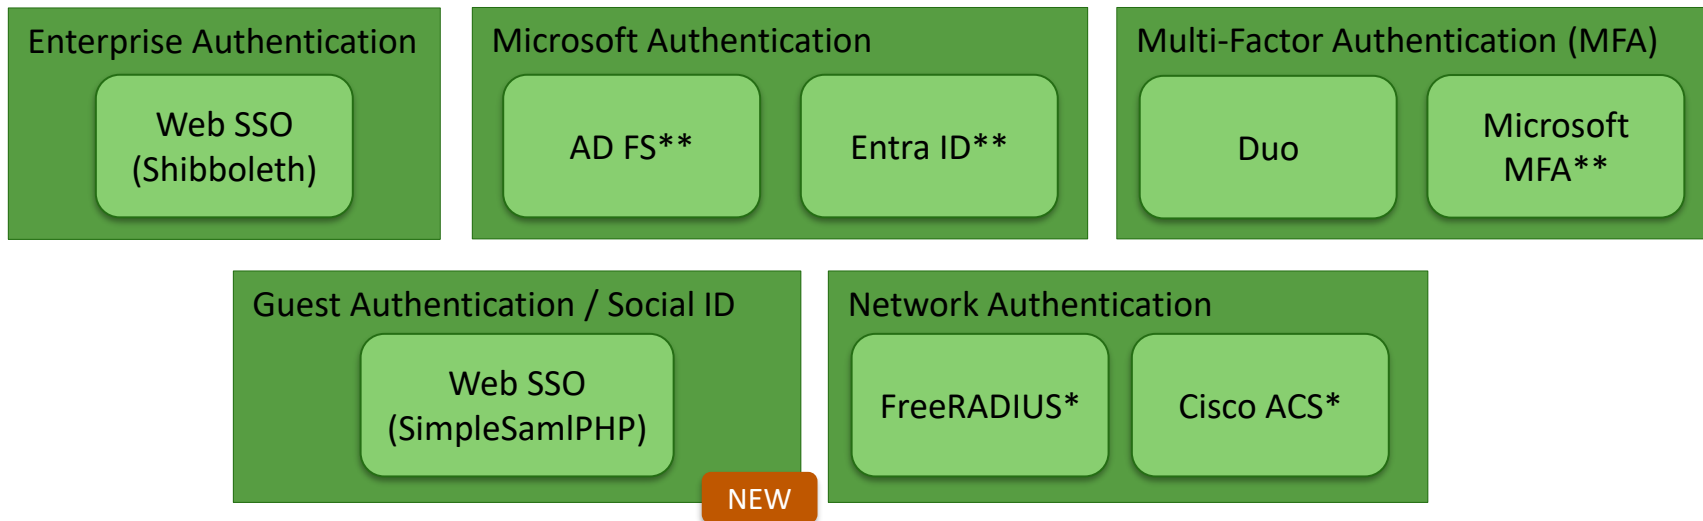 Enterprise Authentication
Web SSO
(Shibboleth)
Microsoft Authentication
AD FS**
Entra ID**
Multi-Factor Authentication (MFA)
Duo
Microsoft
MFA**
Guest Authentication / Social ID
Web SSO
(SimpleSamlPHP)
NEW
Network Authentication
FreeRADIUS*
Cisco ACS*